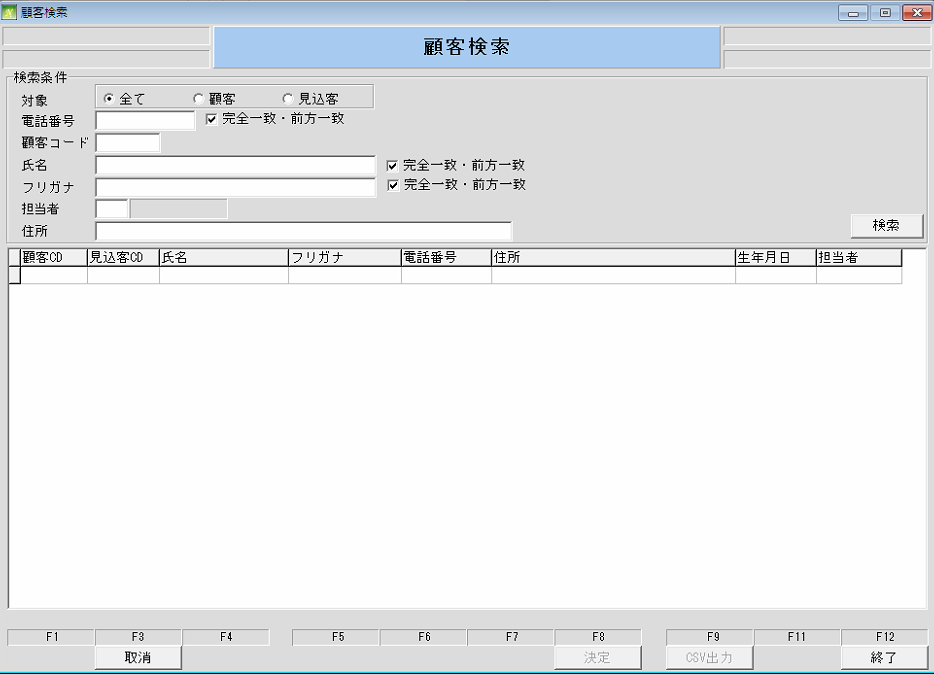 顧客検索
顧客検索
検索条件
対象 全て 顧客 見込客
電話番号 完全一致・前方一致
顧客コード
氏名 完全一致・前方一致
フリガナ 完全一致・前方一致
担当者
住所 検索
顧客CD 見込客CD 氏名 フリガナ 電話番号 住所 生年月日 担当者
F1 F3 F4 F5 F6 F7 F8 F9 F11 F12
取消 決定 CSV出力 終了